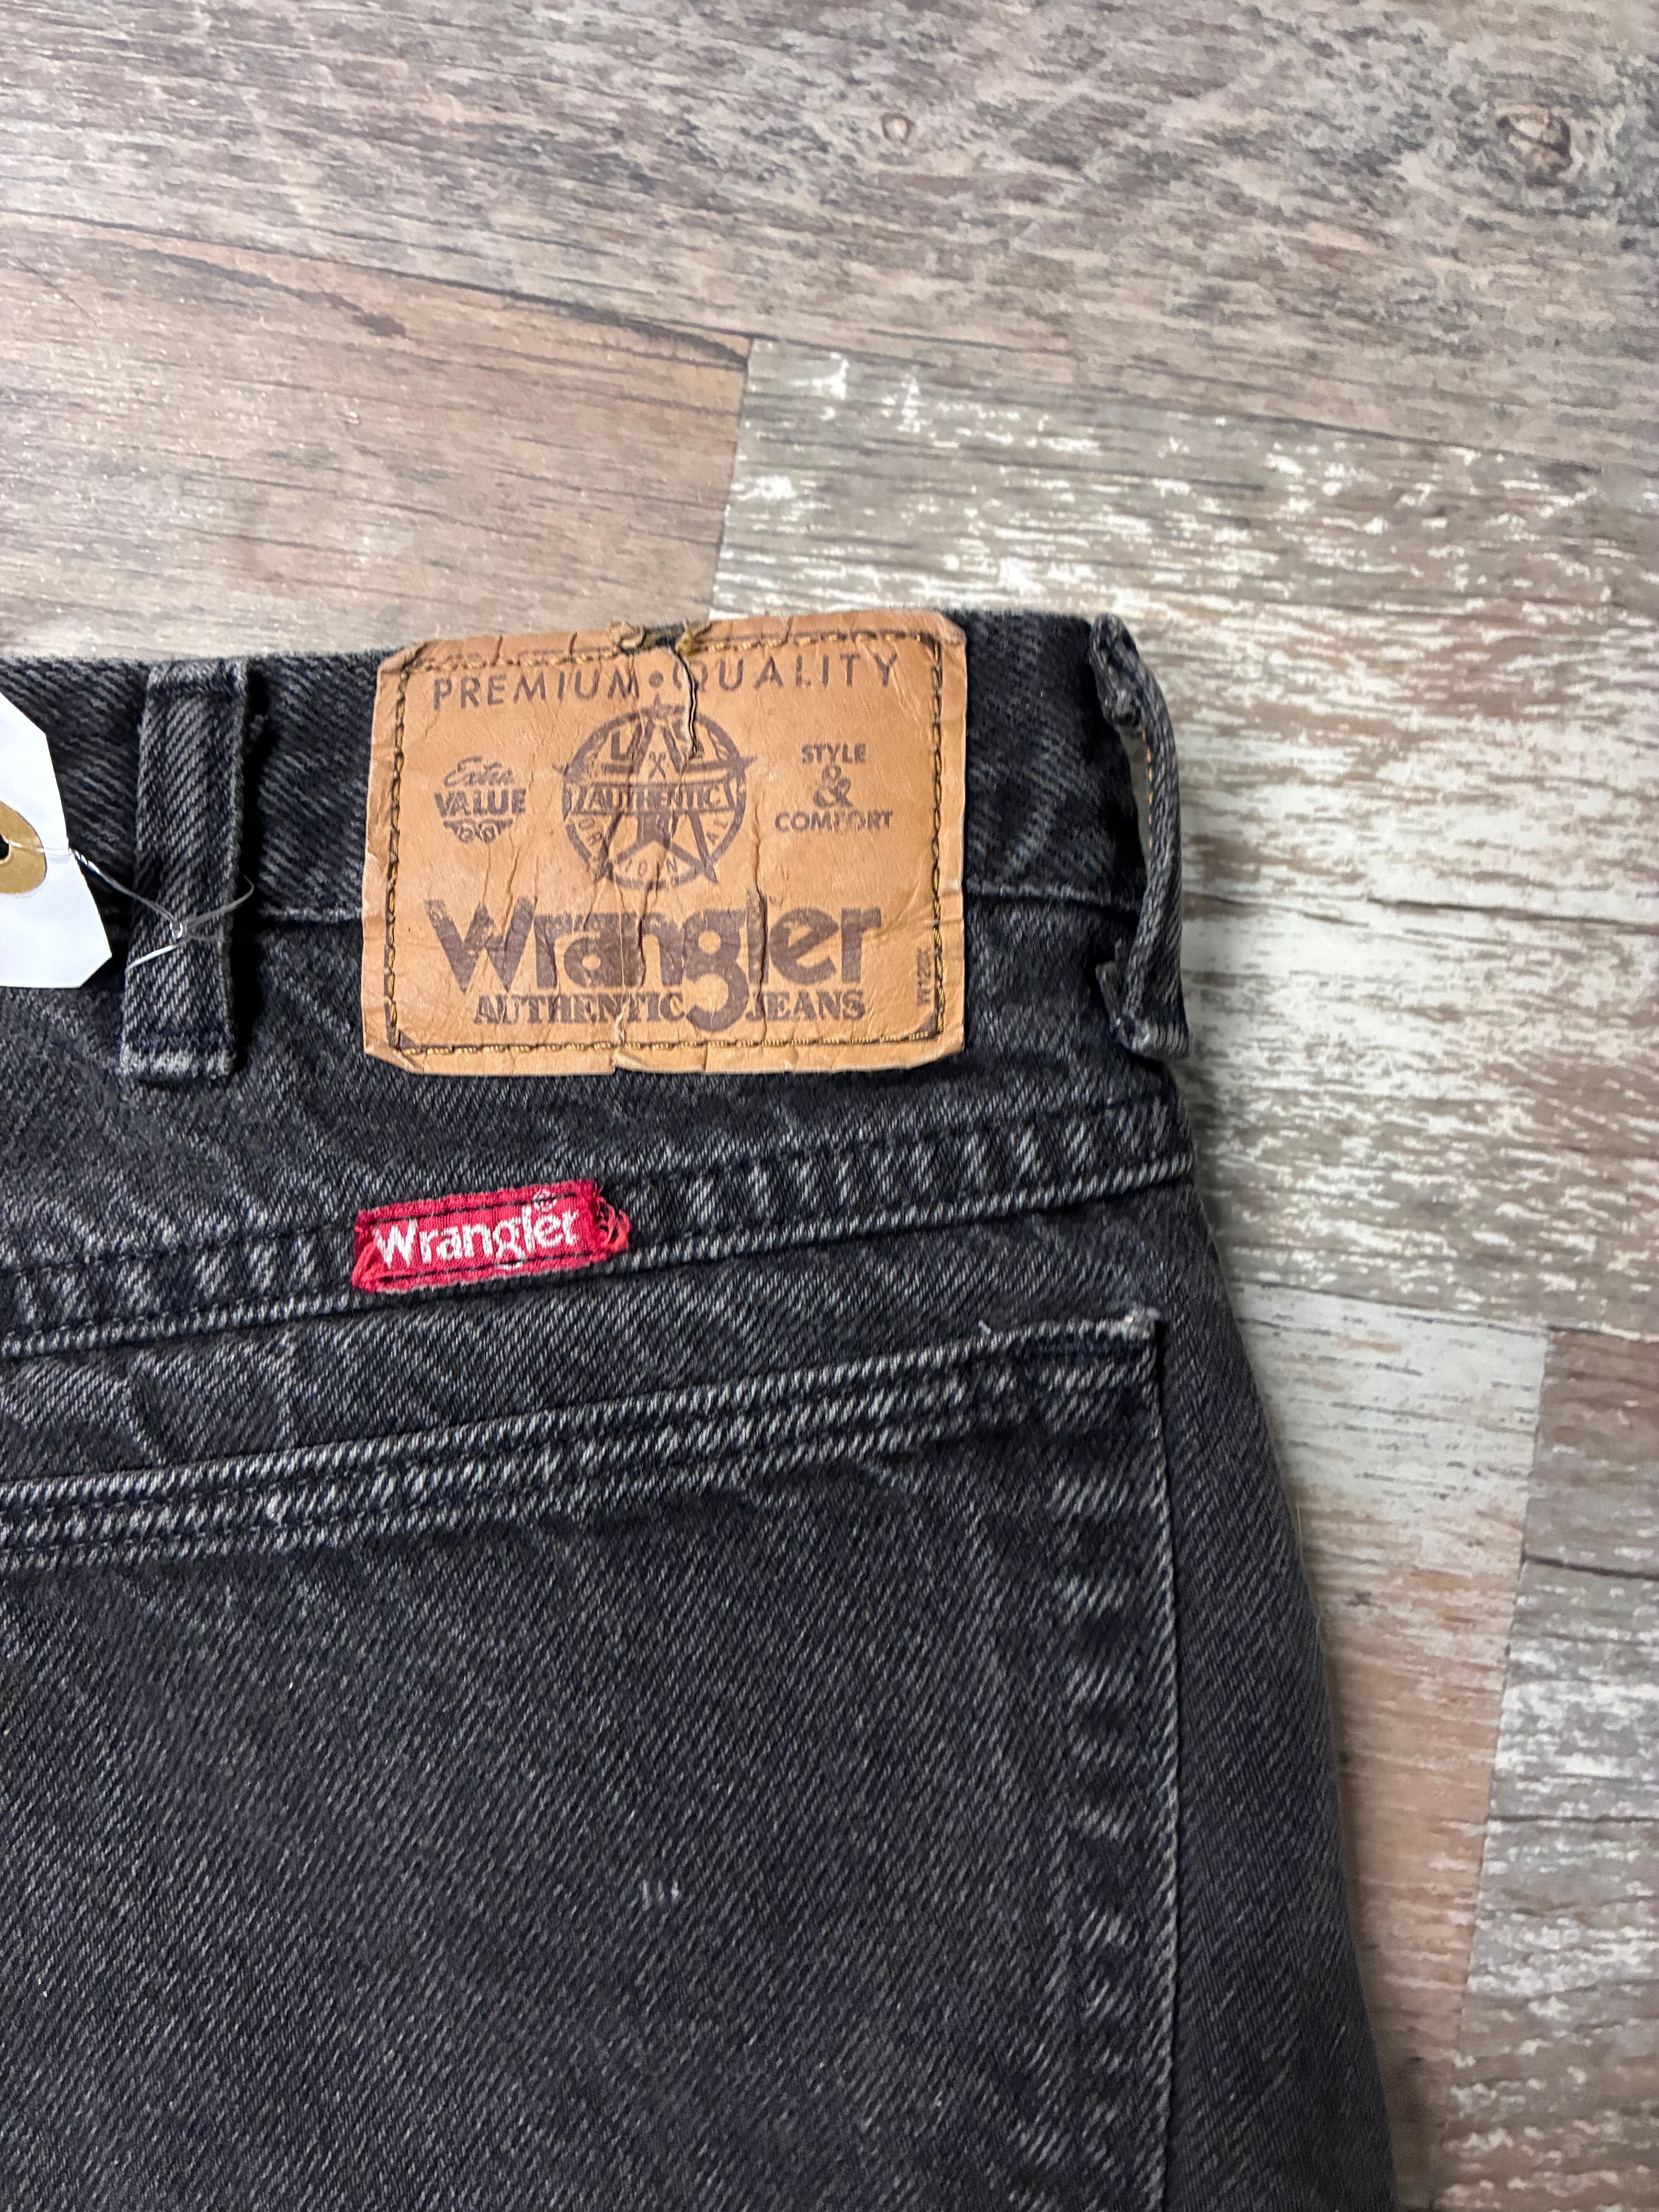 PREMIUM • QUALITY
Extra
VALUE
STYLE
&
COMFORT
AUTHENTIC
Wrangler
AUTHENTIC JEANS
Wrangler®